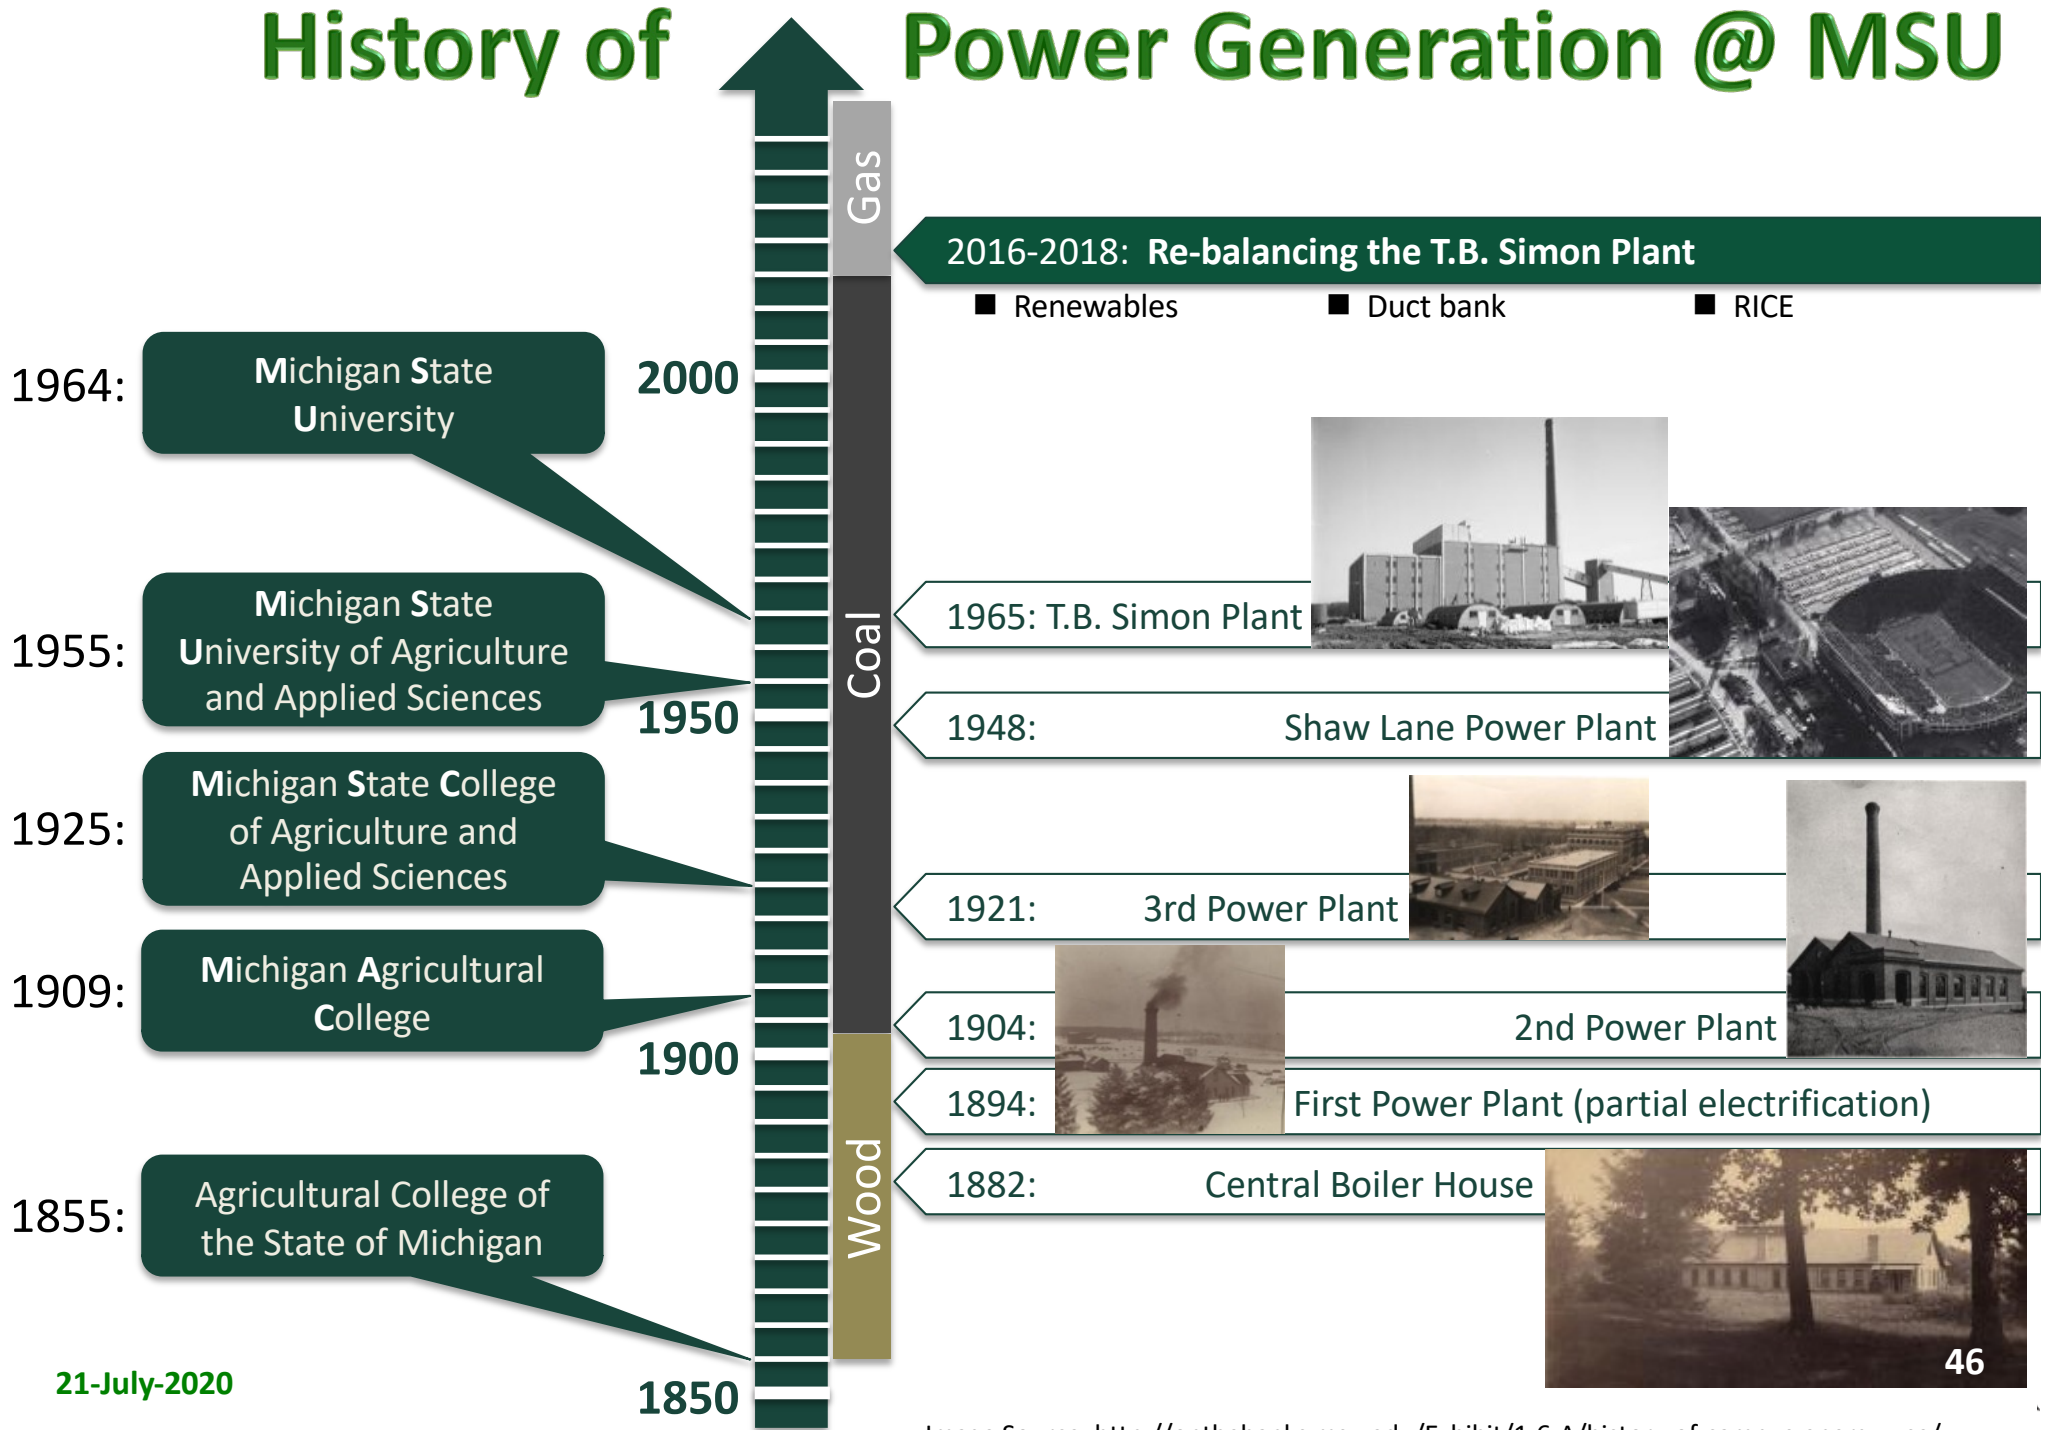 History of Power Generation @ MSU
Gas
2016-2018: Re-balancing the T.B. Simon Plant
■ Renewables ■ Duct bank ■ RICE
1964:
Michigan State
University
2000
1965: T.B. Simon Plant
1955:
Michigan State
University of Agriculture
and Applied Sciences
Coal
1950
1948: Shaw Lane Power Plant
1925:
Michigan State College
of Agriculture and
Applied Sciences
1921: 3rd Power Plant
1909:
Michigan Agricultural
College
1904: 2nd Power Plant
1900
1894: First Power Plant (partial electrification)
Wood
1882: Central Boiler House
1855:
Agricultural College of
the State of Michigan
46
21-July-2020
1850